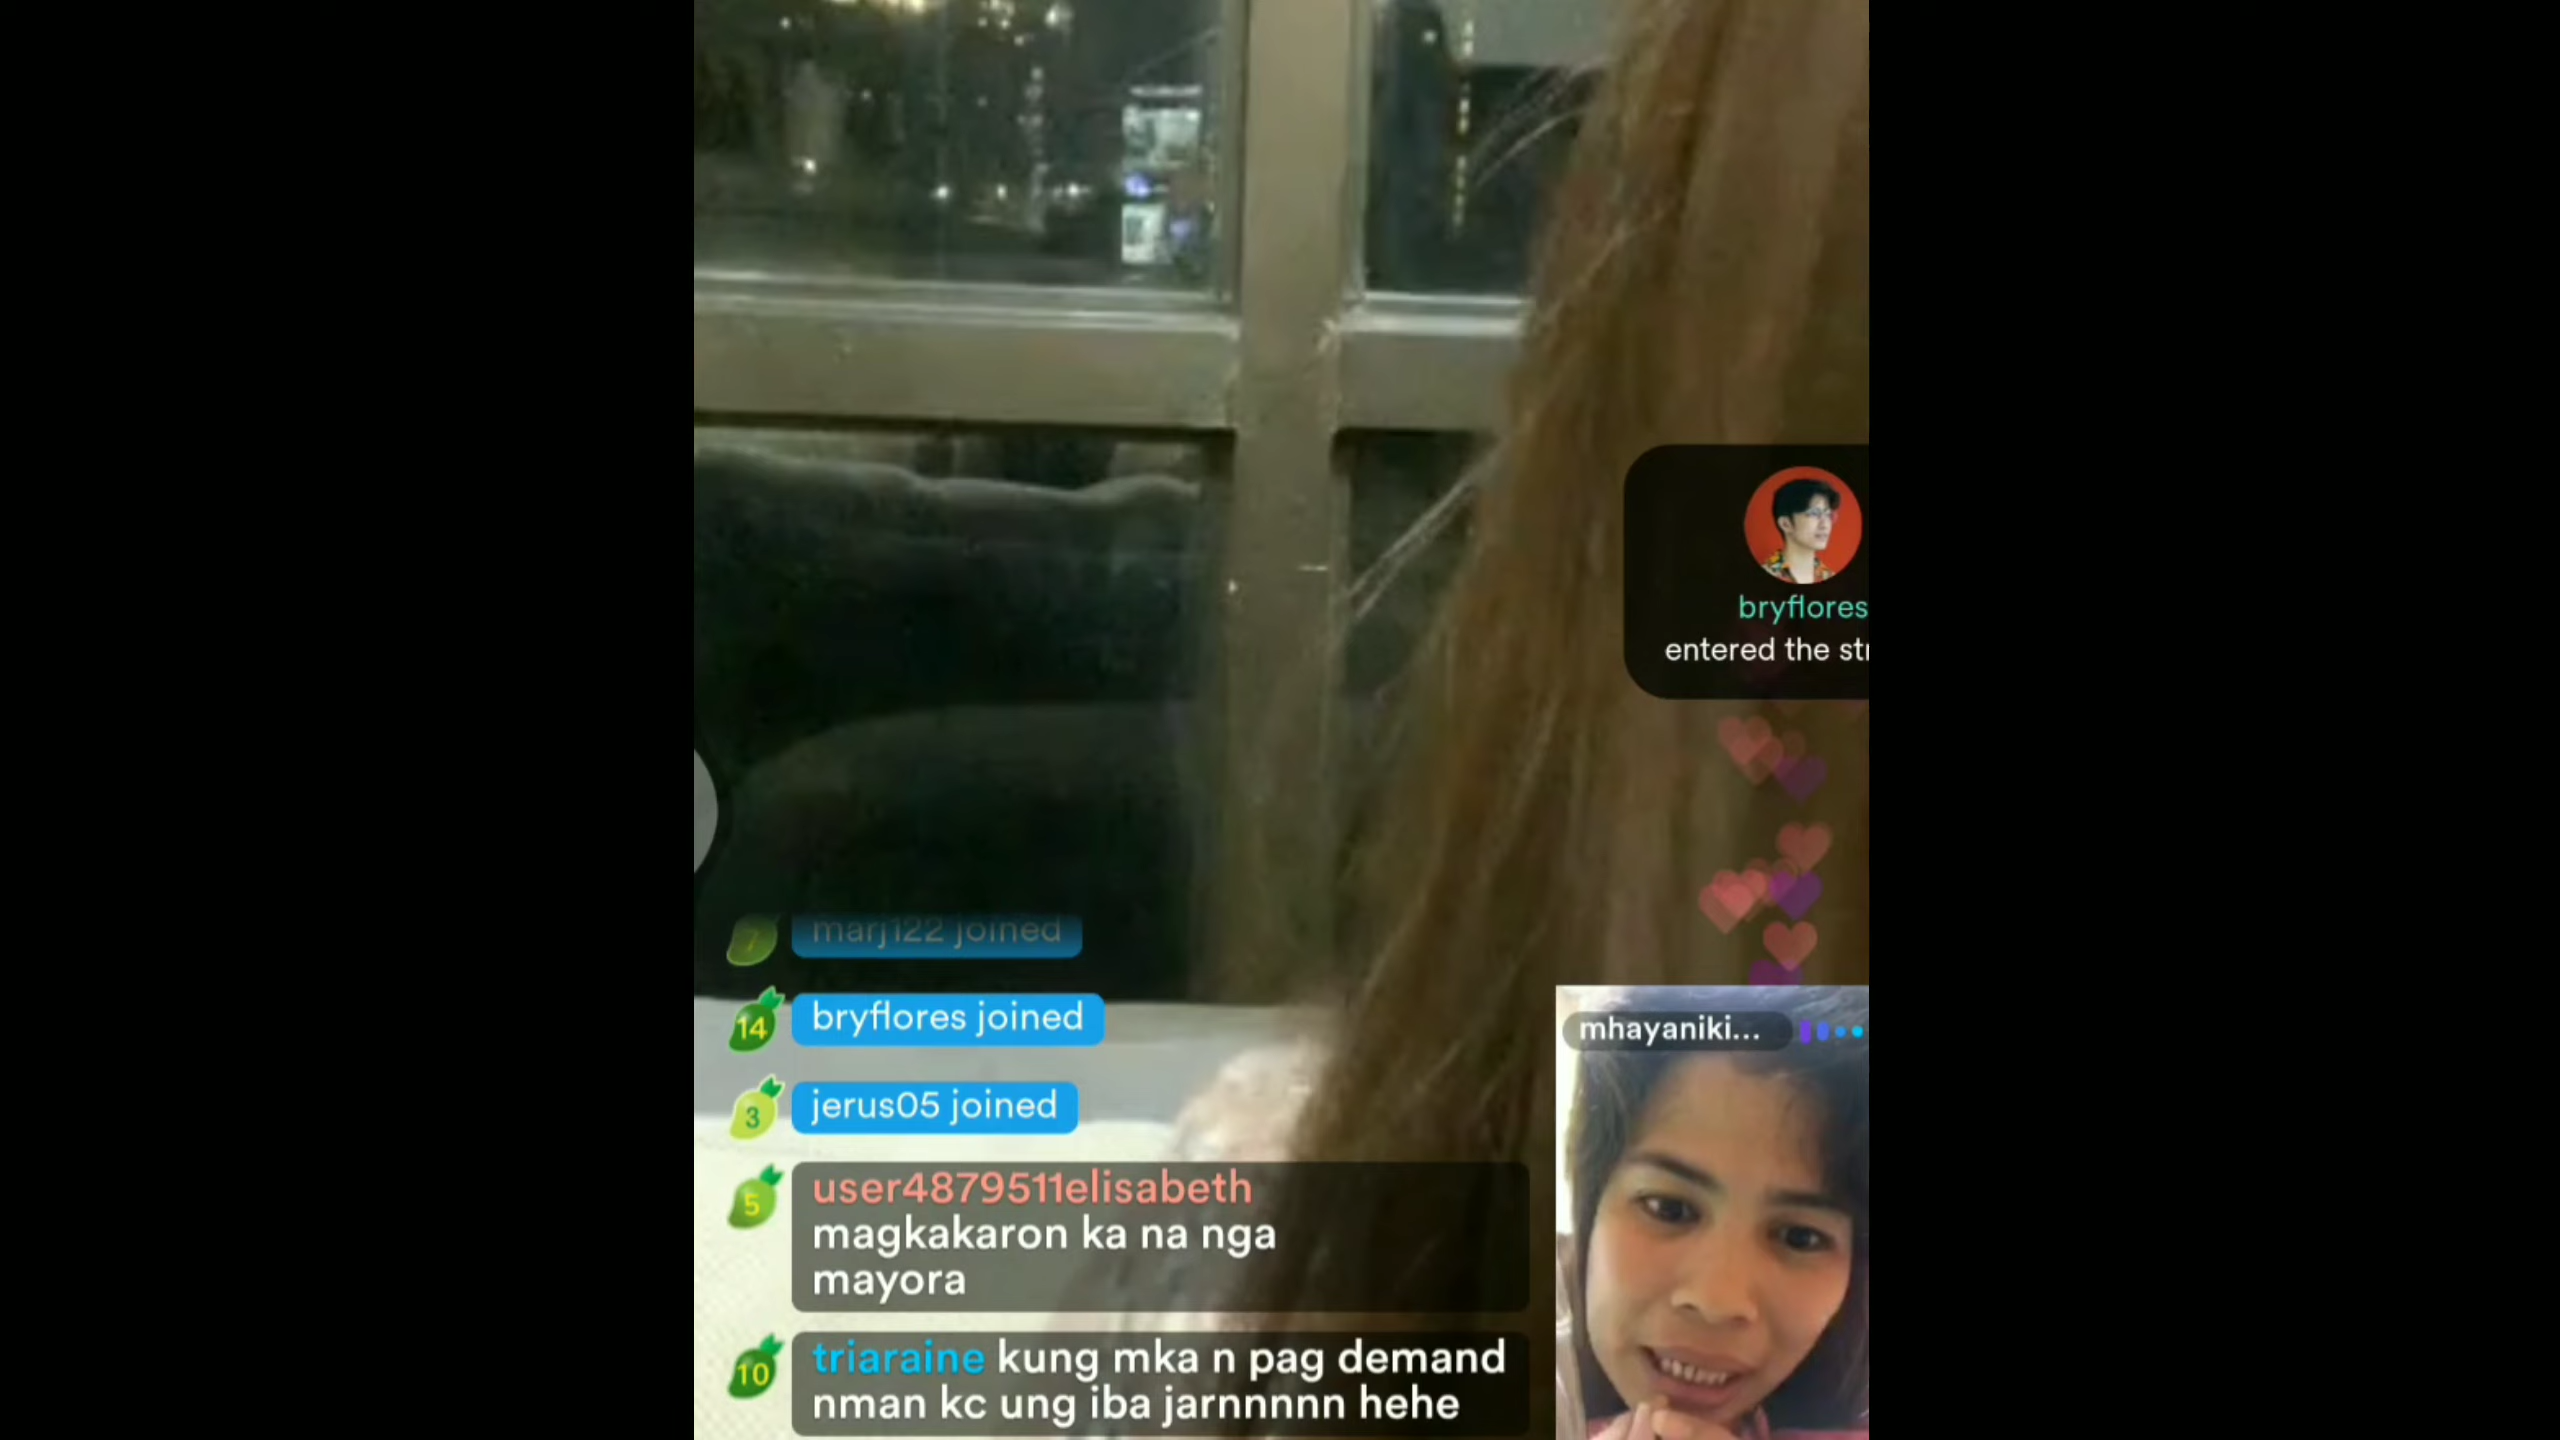 bryflores
entered the str
marj122 joined
14
bryflores joined
mhayaniki...
3
jerus05 joined
5
user4879511elisabeth
magkakaron ka na nga
mayora
10
triaraine kung mka n pag demand
nman kc ung iba jarnnnnn hehe